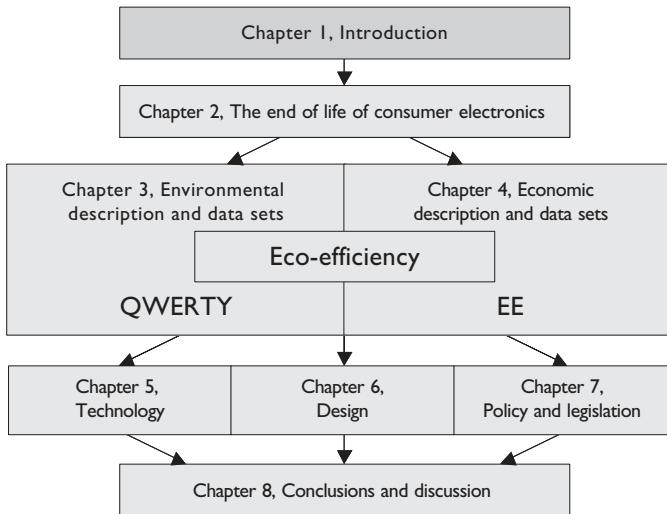 Chapter 1, Introduction
Chapter 2, The end of life of consumer electronics
Chapter 3, Environmental
description and data sets
Chapter 4, Economic
description and data sets
Eco-efficiency
QWERTY
EE
Chapter 5,
Technology
Chapter 6,
Design
Chapter 7,
Policy and legislation
Chapter 8, Conclusions and discussion